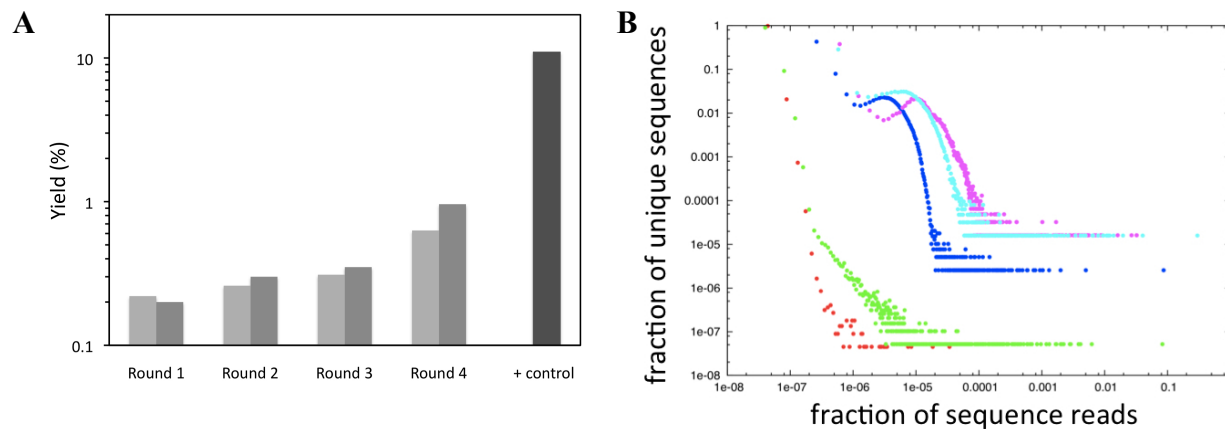 A
Yield (%)
10
1
0.1
Round 1 Round 2 Round 3 Round 4 + control
B
fraction of unique sequences
1
0.1
0.01
0.001
0.0001
1e-05
1e-06
1e-07
1e-08
1e-08 1e-07 1e-06 1e-05 0.0001 0.001 0.01 0.1
fraction of sequence reads